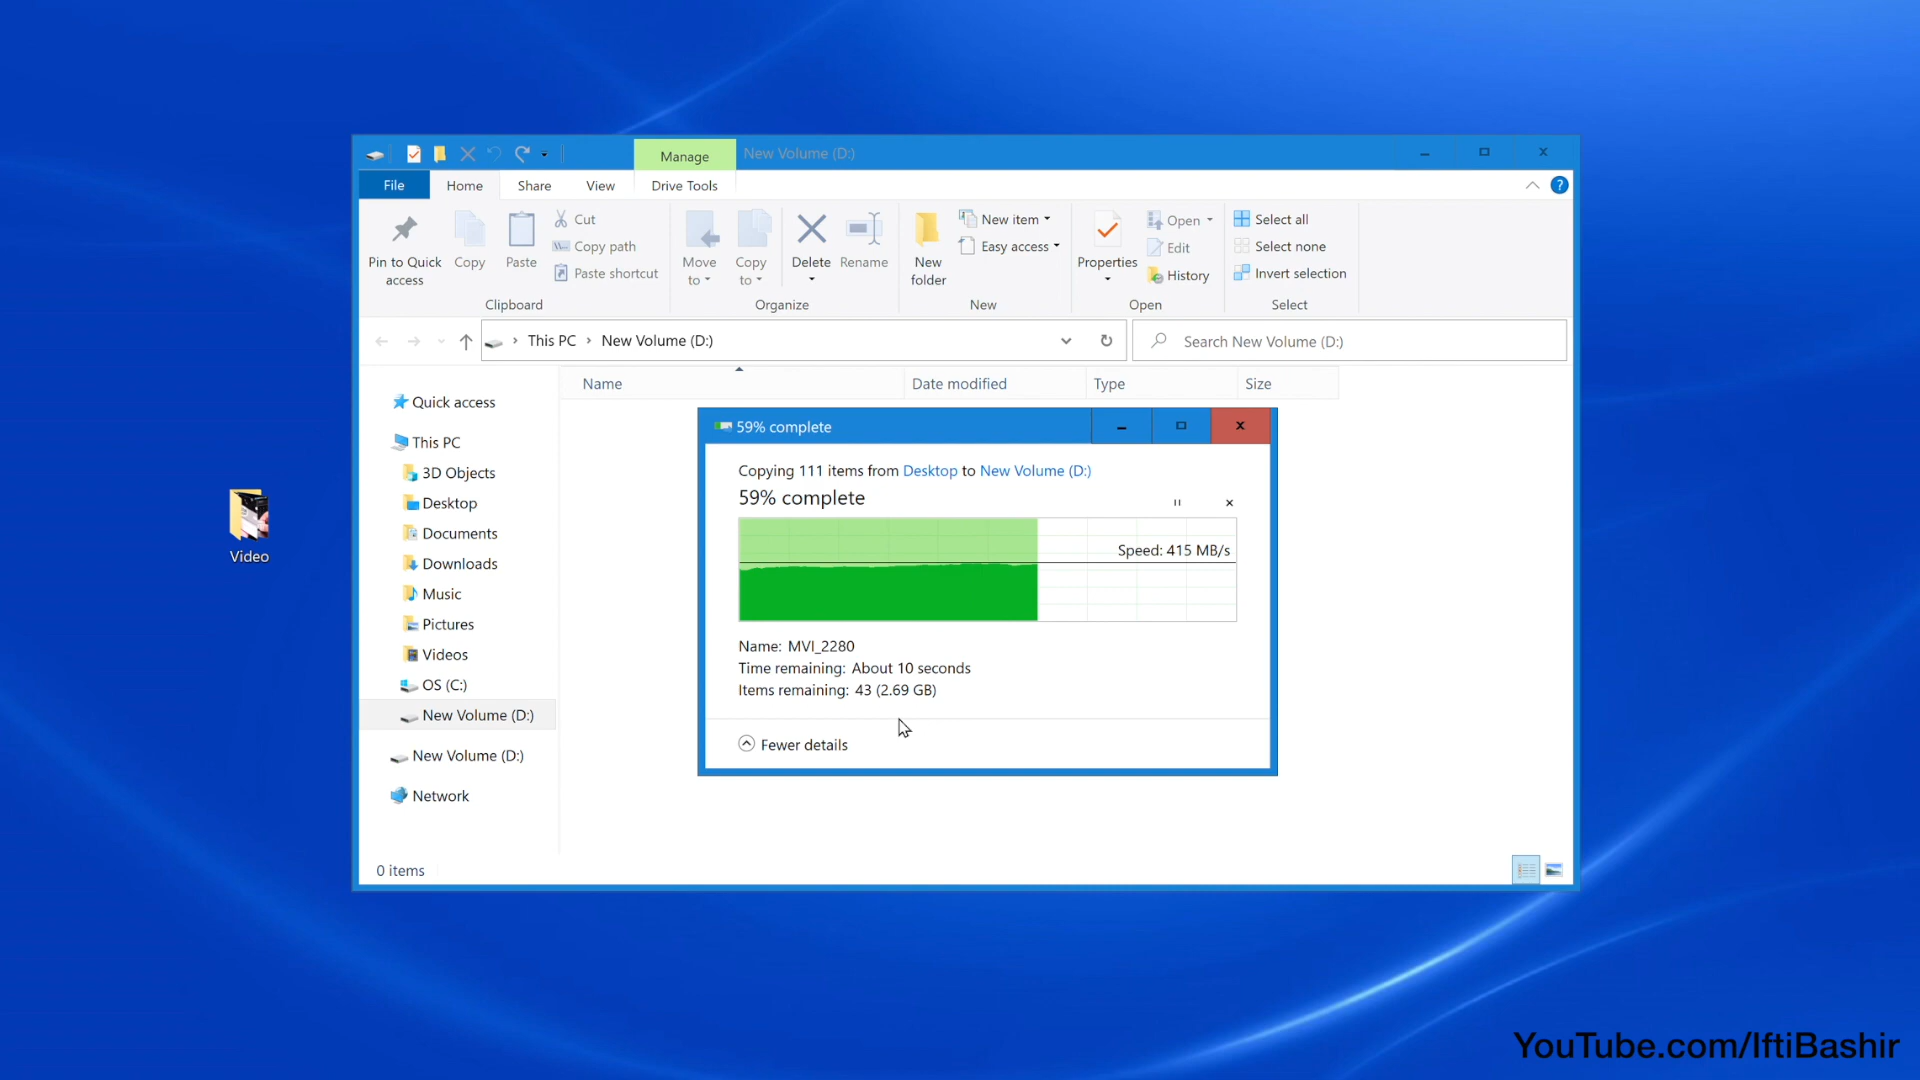 Manage
New Volume (D:)
File
Home
Share
View
Drive Tools
?
Pin to Quick
access
Copy
Paste
Cut
Copy path
Paste shortcut
Clipboard
Move
to
Copy
to
Delete
Rename
Organize
New
folder
New item
Easy access
New
Properties
Open
Edit
History
Open
Select all
Select none
Invert selection
Select
This PC › New Volume (D:)
Search New Volume (D:)
Name
Date modified
Type
Size
Quick access
This PC
3D Objects
Desktop
Documents
Downloads
Music
Pictures
Videos
OS (C:)
New Volume (D:)
New Volume (D:)
Network
0 items
Video
59% complete
Copying 111 items from Desktop to New Volume (D:)
59% complete
Speed: 415 MB/s
Name: MVI_2280
Time remaining: About 10 seconds
Items remaining: 43 (2.69 GB)
Fewer details
YouTube.com/IftiBashir